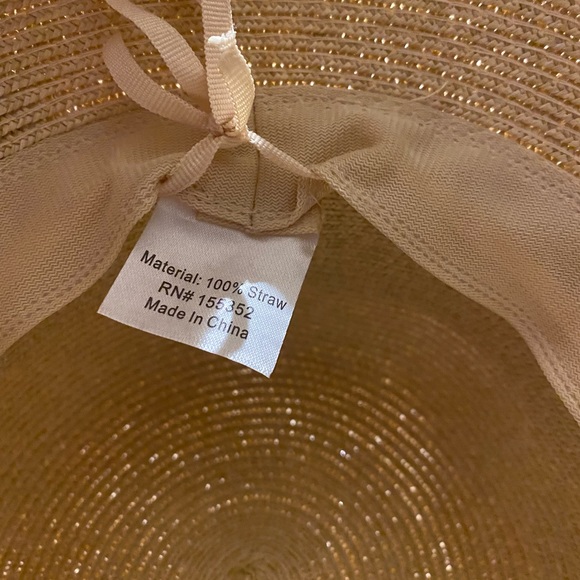 Material: 100% Straw
RN# 155352
Made In China